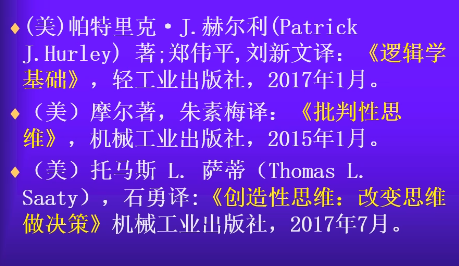 (美)帕特里克·J.赫尔利(Patrick
J.Hurley) 著;郑伟平,刘新文译:《逻辑学
基础》,轻工业出版社,2017年1月。
(美)摩尔著,朱素梅译:《批判性思
维》,机械工业出版社,2015年1月。
(美)托马斯 L. 萨蒂(Thomas L.
Saaty),石勇译:《创造性思维:改变思维
做决策》机械工业出版社,2017年7月。